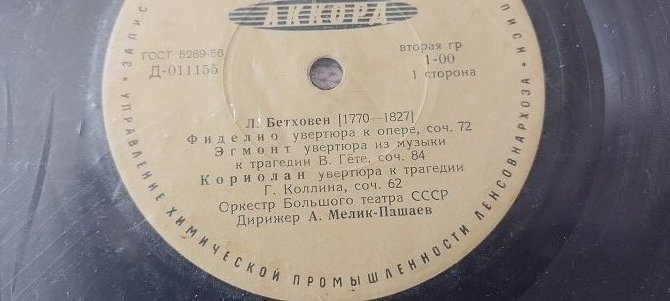 АККОРД
ГОСТ 5289-56
Д-011155
вторая гр
1-00
1 сторона
Л. Бетховен [1770—1827]
Фиделио увертюра к опере, соч. 72
Эгмонт увертюра из музыки
к трагедии В. Гёте, соч. 84
Кориолан увертюра к трагедии
Г. Коллина, соч. 62
Оркестр Большого театра СССР
Дирижер А. Мелик-Пашаев
УПРАВЛЕНИЕ ХИМИЧЕСКОЙ ПРОМЫШЛЕННОСТИ ЛЕНСОВНАРХОЗА